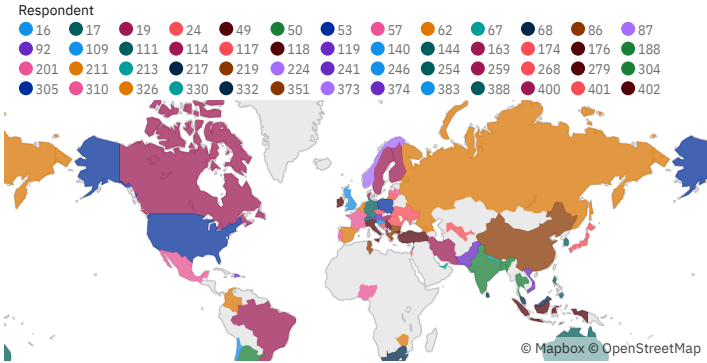 Respondent
16 17 19 24 49 50 53 57 62 67 68 86 87
92 109 111 114 117 118 119 140 144 163 174 176 188
201 211 213 217 219 224 241 246 254 259 268 279 304
305 310 326 330 332 351 373 374 383 388 400 401 402
© Mapbox © OpenStreetMap